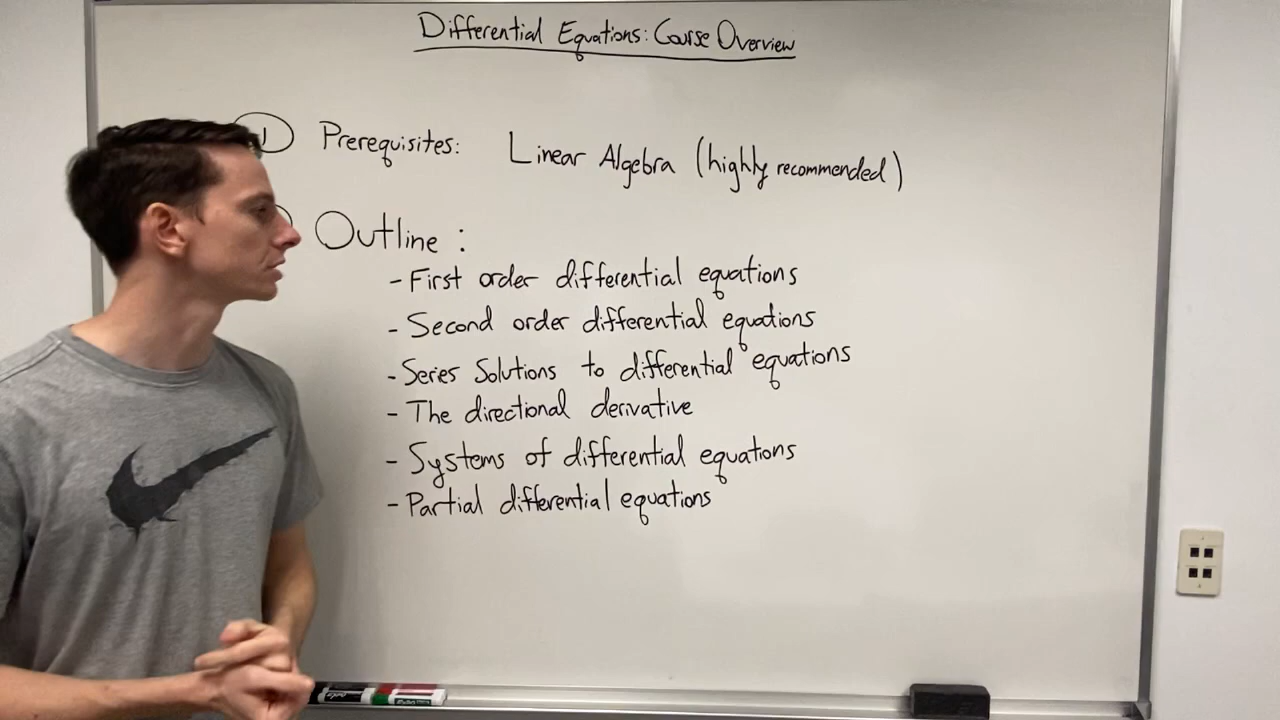 Differential Equations: Course Overview
1 Prerequisites: Linear Algebra (highly recommended)
Outline:
- First order differential equations
- Second order differential equations
- Series Solutions to differential equations
- The directional derivative
- Systems of differential equations
- Partial differential equations